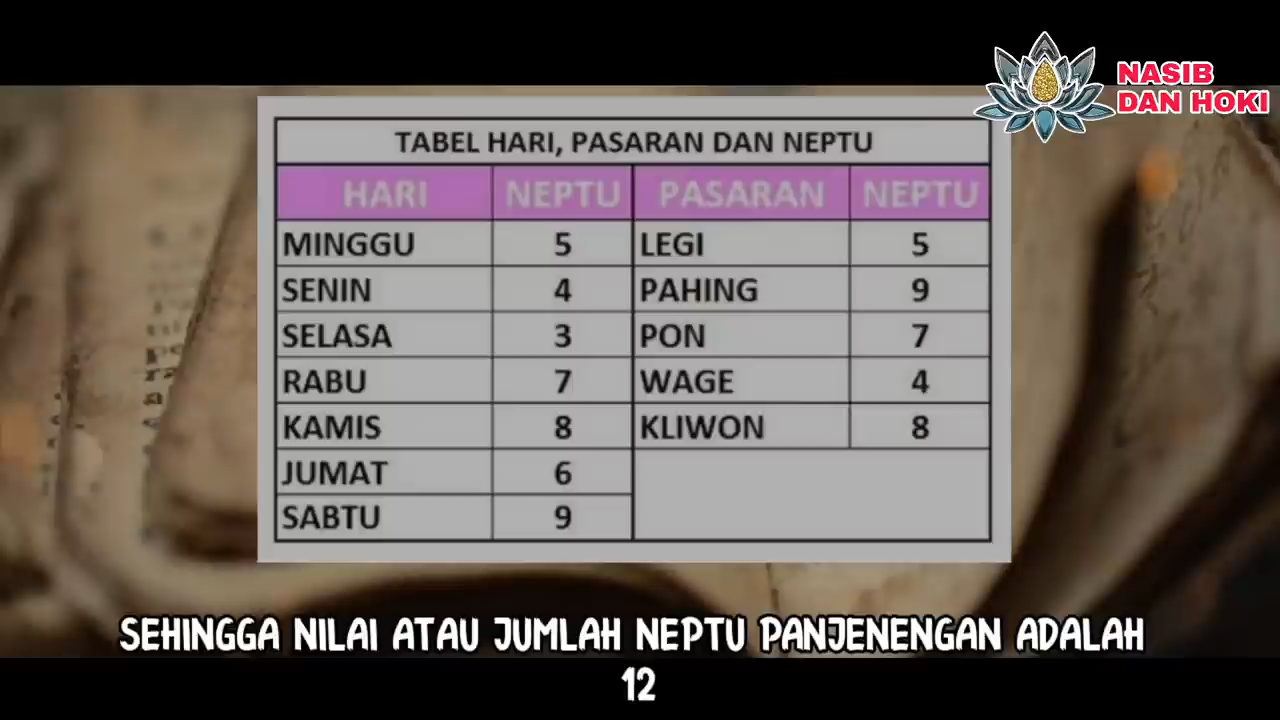 NASIB
DAN HOKI
TABEL HARI, PASARAN DAN NEPTU
HARI NEPTU PASARAN NEPTU
MINGGU 5 LEGI 5
SENIN 4 PAHING 9
SELASA 3 PON 7
RABU 7 WAGE 4
KAMIS 8 KLIWON 8
JUMAT 6
SABTU 9
SEHINGGA NILAI ATAU JUMLAH NEPTU PANJENENGAN ADALAH
12